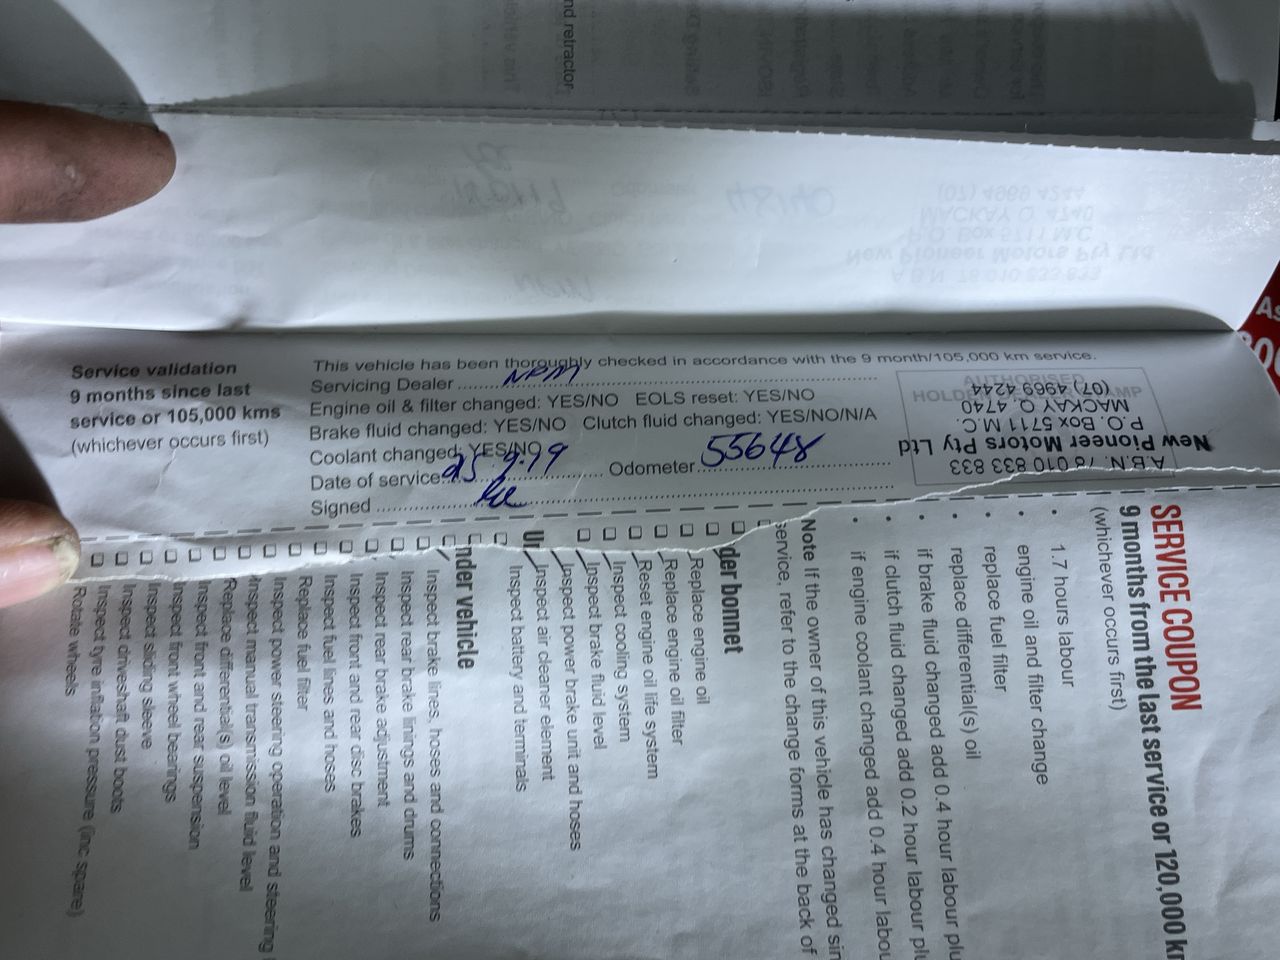 nd retractor.
Service validation
9 months since last
service or 105,000 kms
(whichever occurs first)
This vehicle has been thoroughly checked in accordance with the 9 month/105,000 km service.
Servicing Dealer NPM
Engine oil & filter changed: YES/NO EOLS reset: YES/NO
Brake fluid changed: YES/NO Clutch fluid changed: YES/NO/N/A
Coolant changed: YES/NO
Date of service 25.9.19 Odometer 55648
Signed
AUTHORISED
A.B.N. 78 010 833 833
New Pioneer Motors Pty Ltd
P.O. Box 5711 M.C.
MACKAY Q. 4740
(07) 4969 4244
SERVICE COUPON
9 months from the last service or 120,000 k
(whichever occurs first)
• 1.7 hours labour
• engine oil and filter change
• replace fuel filter
• replace differential(s) oil
• if brake fluid changed add 0.4 hour labour plu
• if clutch fluid changed add 0.2 hour labour plu
• if engine coolant changed add 0.4 hour labou
Note If the owner of this vehicle has changed sin
service, refer to the change forms at the back of
der bonnet
Replace engine oil
Replace engine oil filter
Reset engine oil life system
Inspect cooling system
Inspect brake fluid level
Inspect power brake unit and hoses
Inspect air cleaner element
Inspect battery and terminals
Un
nder vehicle
Inspect brake lines, hoses and connections
Inspect rear brake linings and drums
Inspect rear brake adjustment
Inspect front and rear disc brakes
Inspect fuel lines and hoses
Replace fuel filter
Inspect power steering operation and steering
Inspect manual transmission fluid level
Replace differential(s) oil level
Inspect front and rear suspension
Inspect front wheel bearings
Inspect sliding sleeve
Inspect driveshaft dust boots
Inspect tyre inflation pressure (inc spare)
Rotate wheels